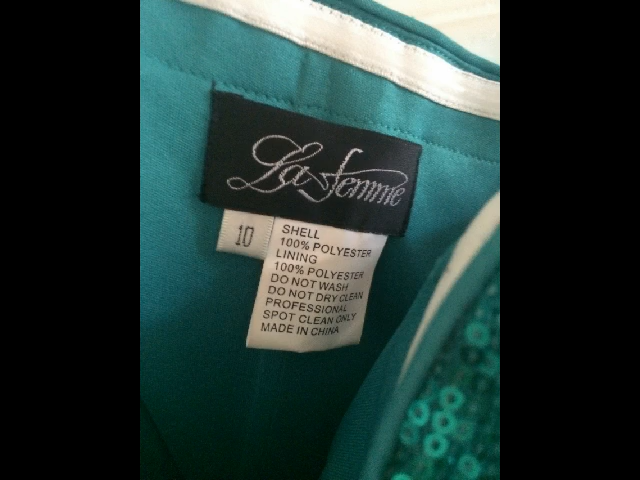 La Femme
10
SHELL
100% POLYESTER
LINING
100% POLYESTER
DO NOT WASH
DO NOT DRY CLEAN
PROFESSIONAL
SPOT CLEAN ONLY
MADE IN CHINA